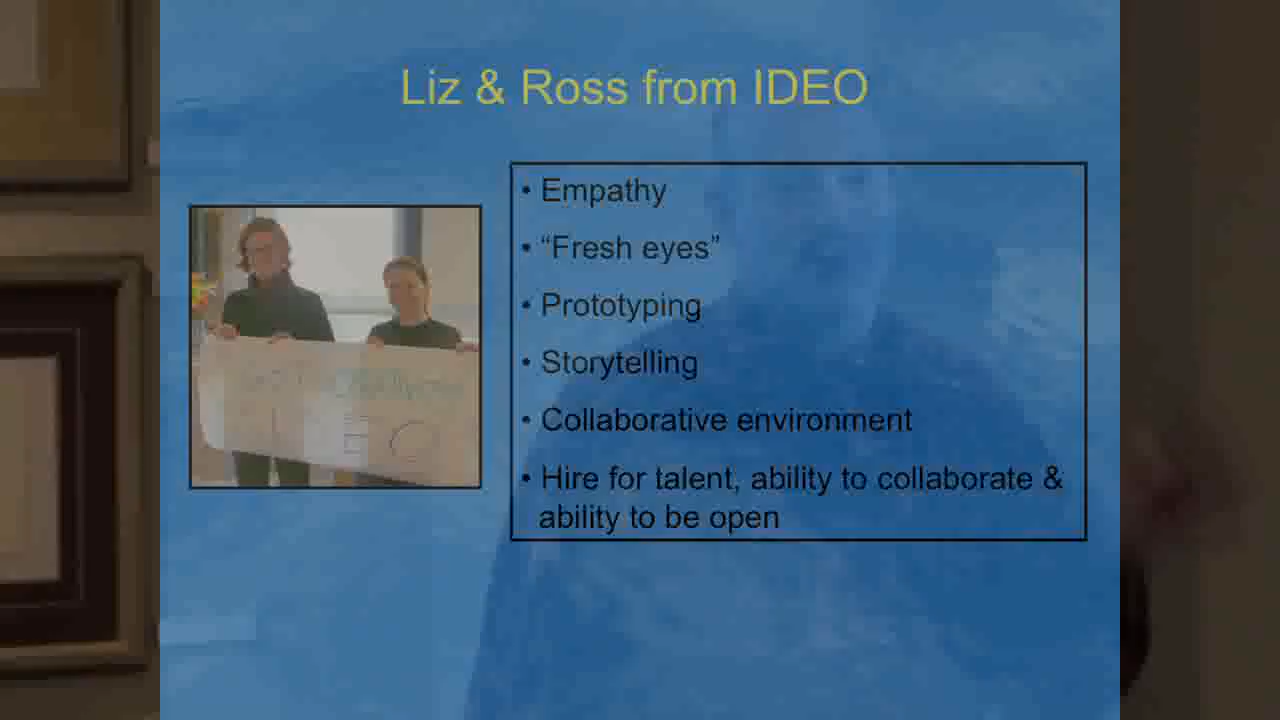 Liz & Ross from IDEO
• Empathy
• “Fresh eyes”
• Prototyping
• Storytelling
• Collaborative environment
• Hire for talent, ability to collaborate &
ability to be open